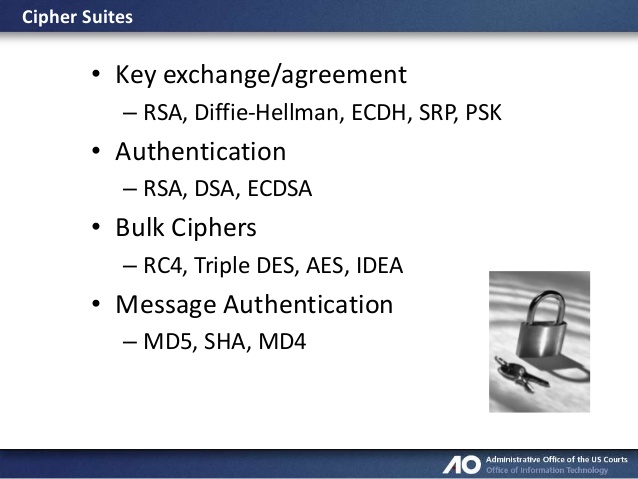 Cipher Suites
• Key exchange/agreement
– RSA, Diffie-Hellman, ECDH, SRP, PSK
• Authentication
– RSA, DSA, ECDSA
• Bulk Ciphers
– RC4, Triple DES, AES, IDEA
• Message Authentication
– MD5, SHA, MD4
AO
Administrative Office of the US Courts
Office of Information Technology